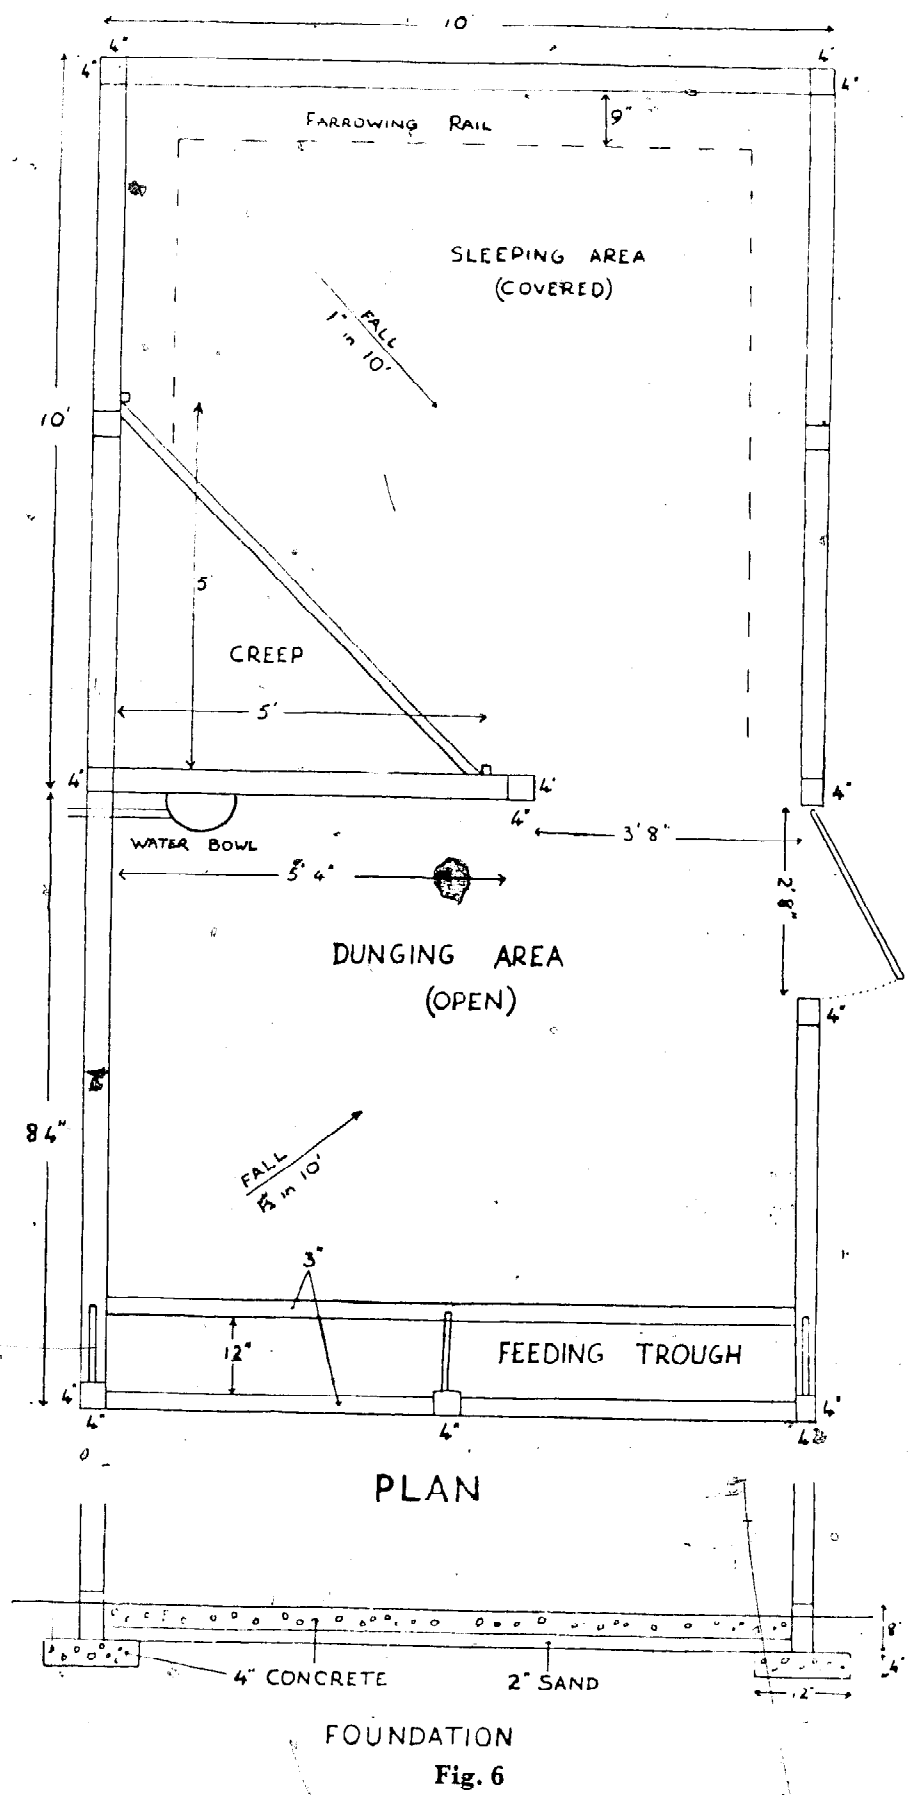 10'
4"
4"
4"
4"
9"
FARROWING RAIL
SLEEPING AREA
(COVERED)
FALL
1" in 10'
10'
5'
CREEP
5'
4"
4"
4"
4"
WATER BOWL
3' 8"
5' 4"
2' 8"
DUNGING AREA
(OPEN)
4"
8 4"
FALL
in 10'
3"
12"
FEEDING TROUGH
4"
4"
4"
4"
4"
PLAN
8"
4"
4" CONCRETE
2" SAND
12"
FOUNDATION
Fig. 6